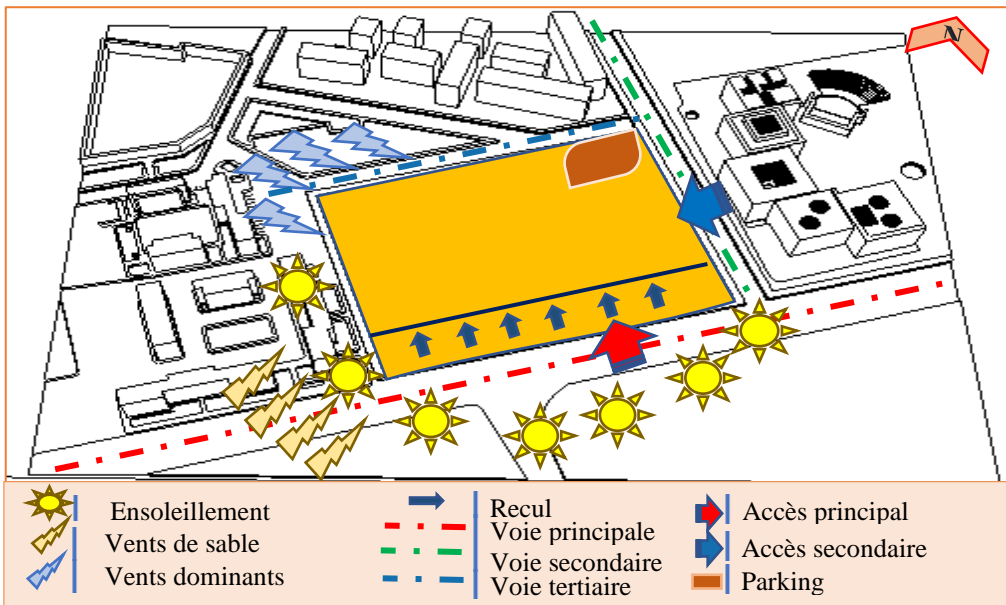 N
Ensoleillement
Vents de sable
Vents dominants
Recul
Voie principale
Voie secondaire
Voie tertiaire
Accès principal
Accès secondaire
Parking